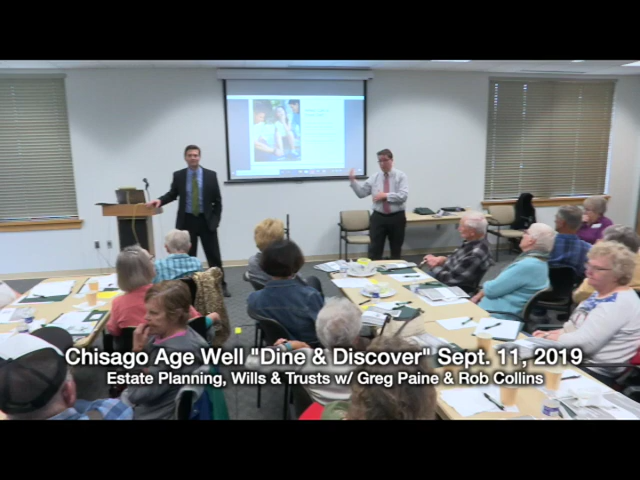 Chisago Age Well "Dine & Discover" Sept. 11, 2019
Estate Planning, Wills & Trusts w/ Greg Paine & Rob Collins